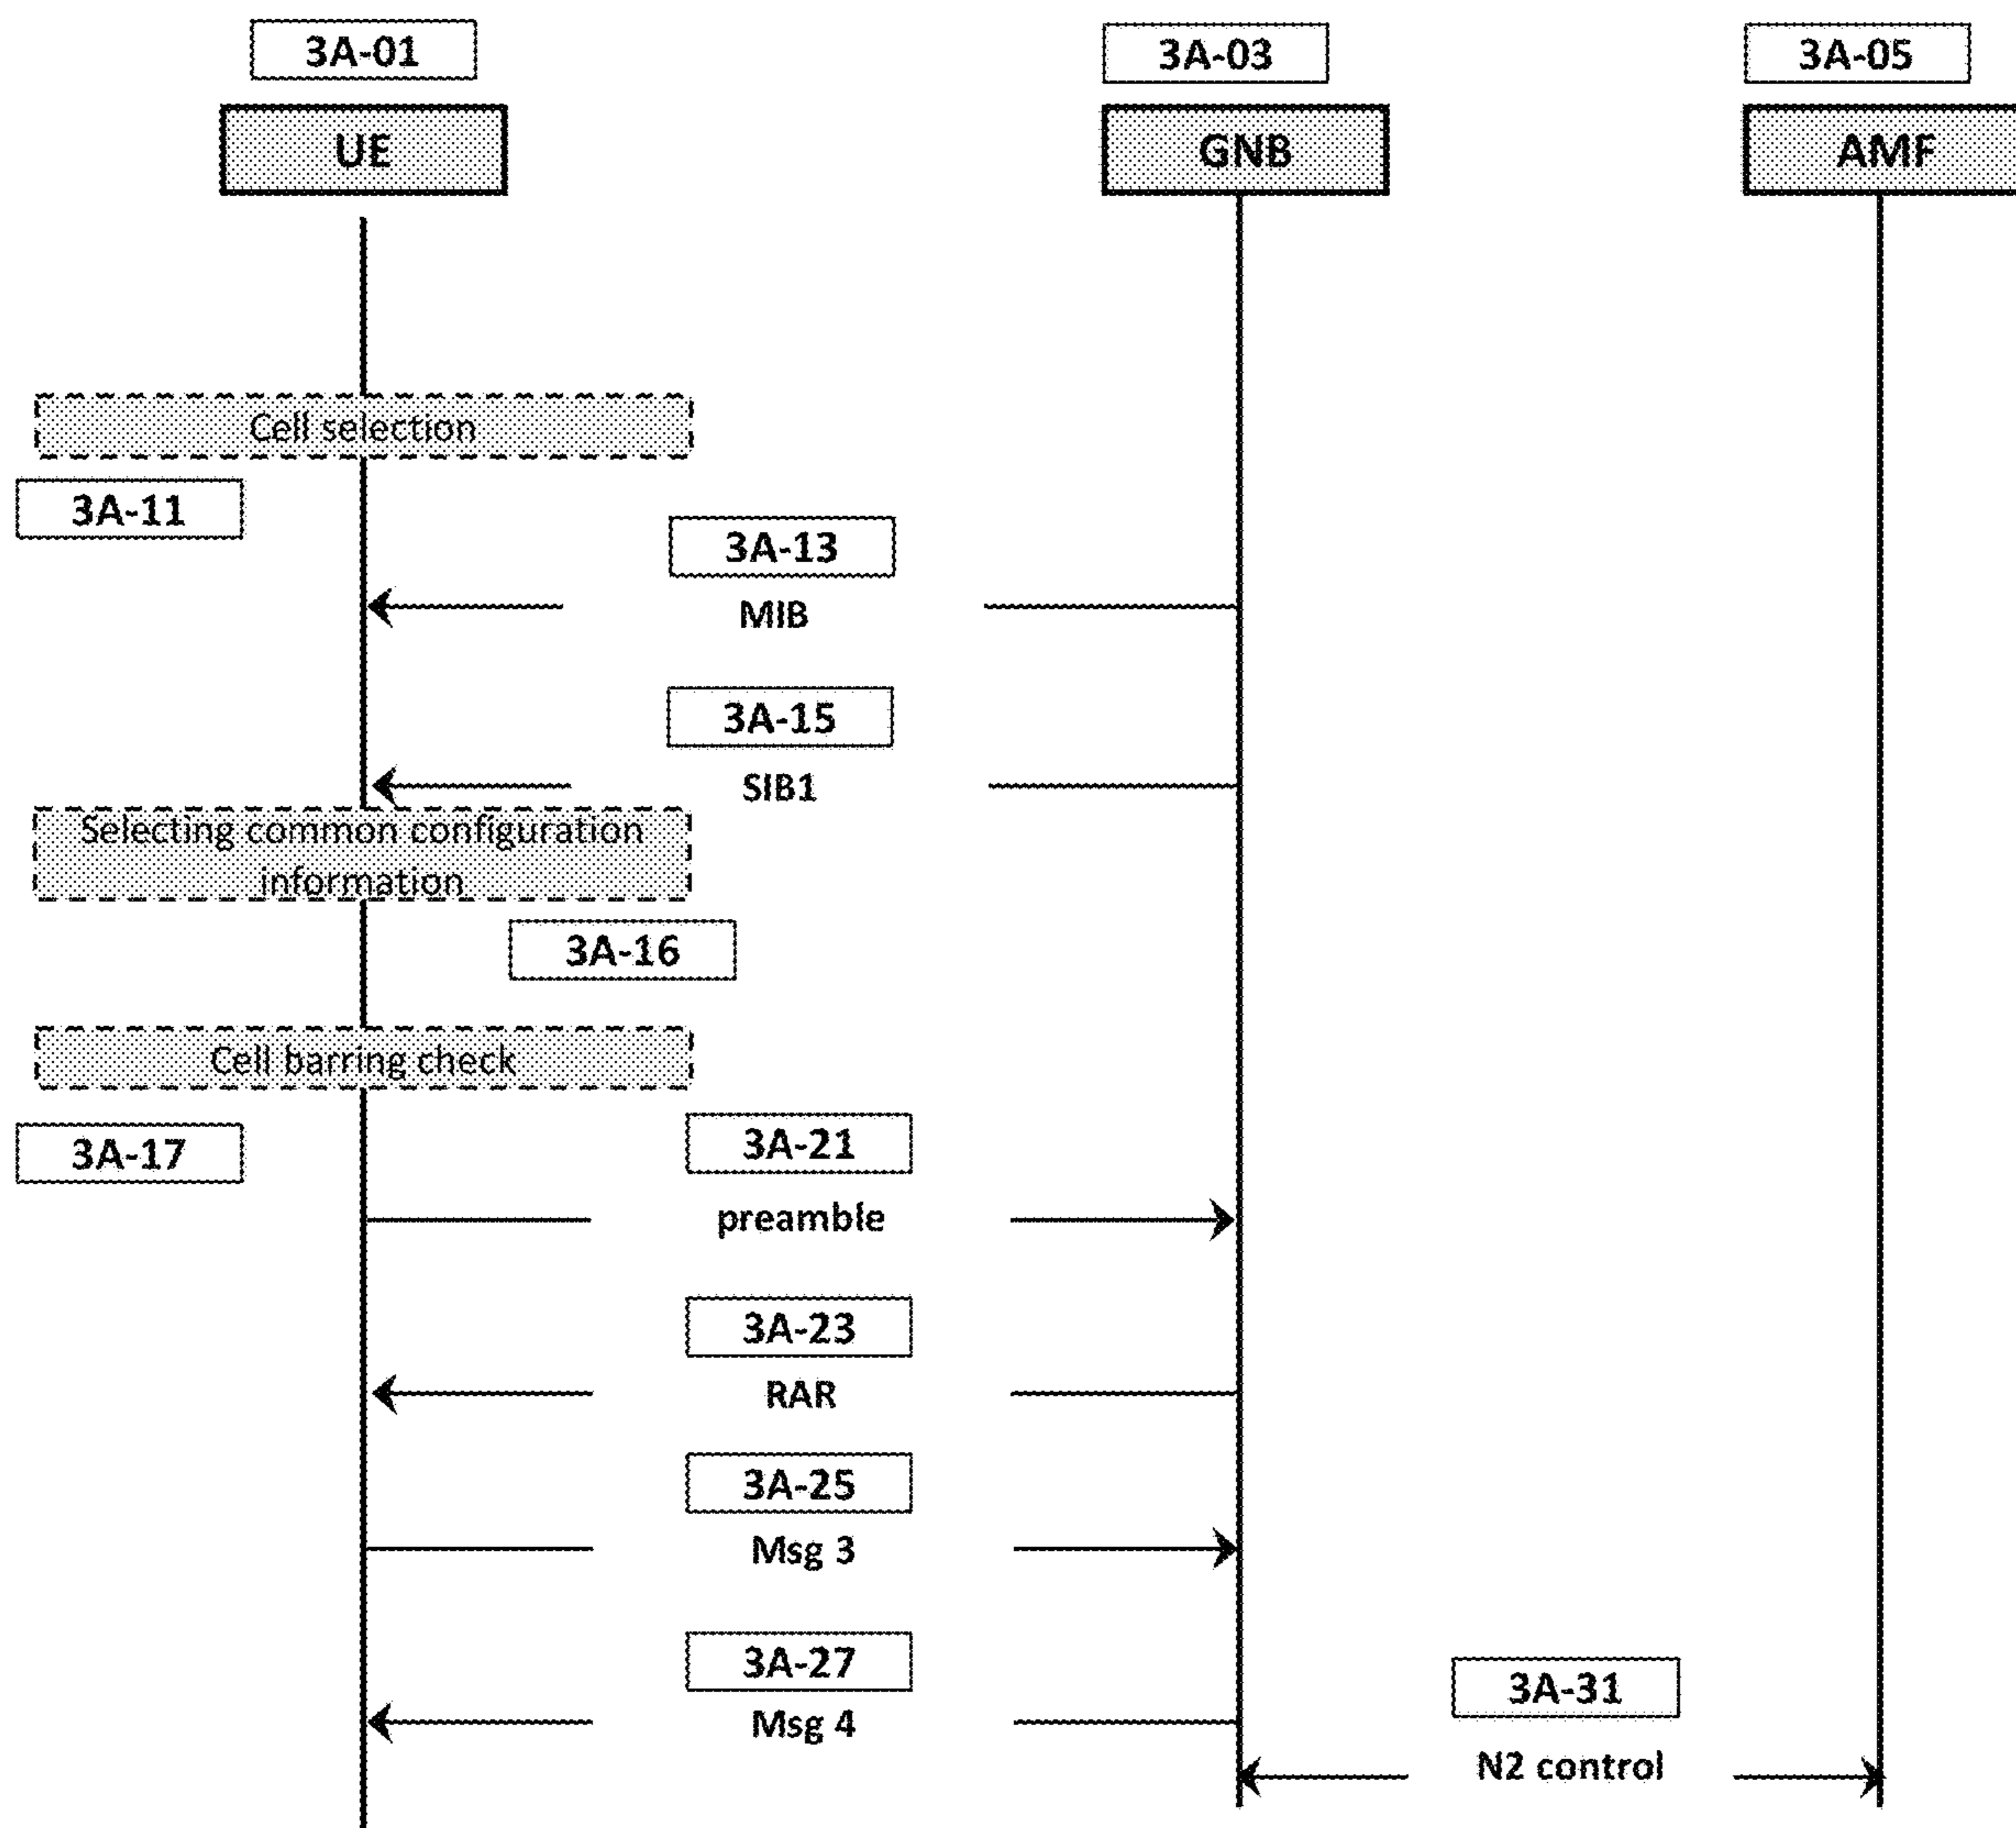 3A-01
3A-03
3A-05
UE
GNB
AMF
Cell selection
3A-11
3A-13
MIB
3A-15
SIB1
Selecting common configuration
information
3A-16
Cell barring check
3A-17
3A-21
preamble
3A-23
RAR
3A-25
Msg 3
3A-27
Msg 4
3A-31
N2 control